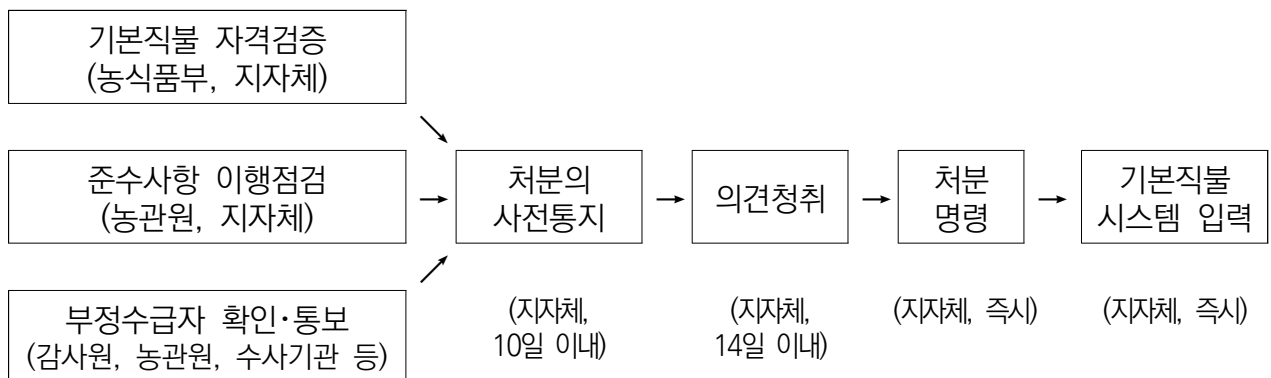 기본직불 자격검증
(농식품부, 지자체)
준수사항 이행점검
(농관원, 지자체)
부정수급자 확인·통보
(감사원, 농관원, 수사기관 등)
처분의
사전통지
(지자체,
10일 이내)
의견청취
(지자체,
14일 이내)
처분
명령
(지자체, 즉시)
기본직불
시스템 입력
(지자체, 즉시)